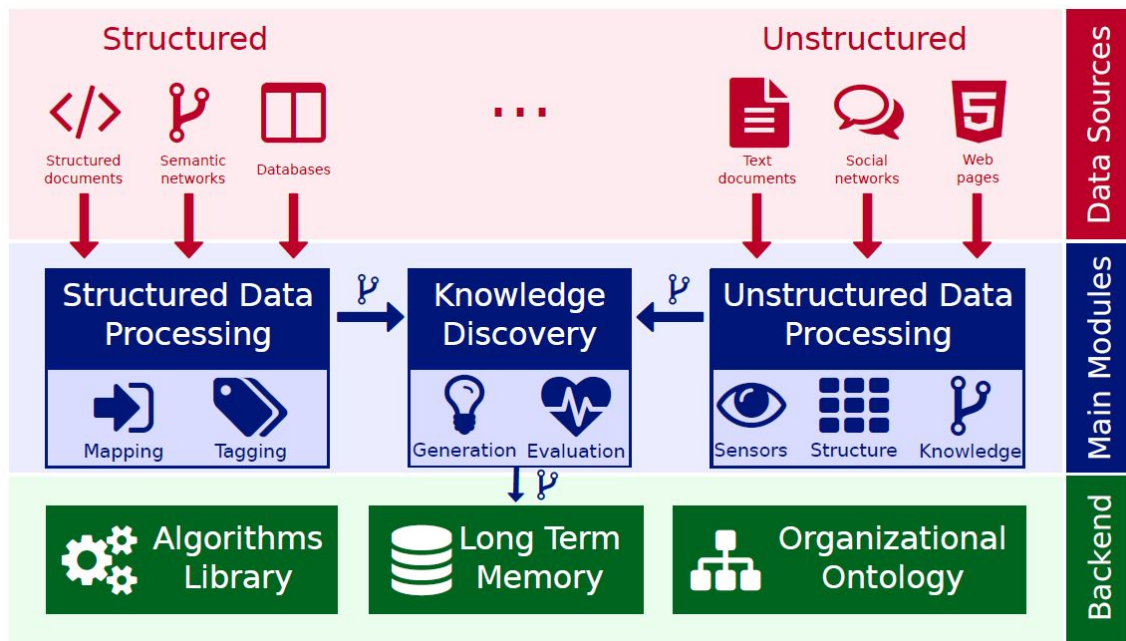 Structured
Unstructured
...
Structured
documents
Semantic
networks
Databases
Text
documents
Social
networks
5
Web
pages
Data Sources
Structured Data
Processing
Knowledge
Discovery
Unstructured Data
Processing
Mapping
Tagging
Generation
Evaluation
Sensors
Structure
Knowledge
Main Modules
Algorithms
Library
Long Term
Memory
Organizational
Ontology
Backend